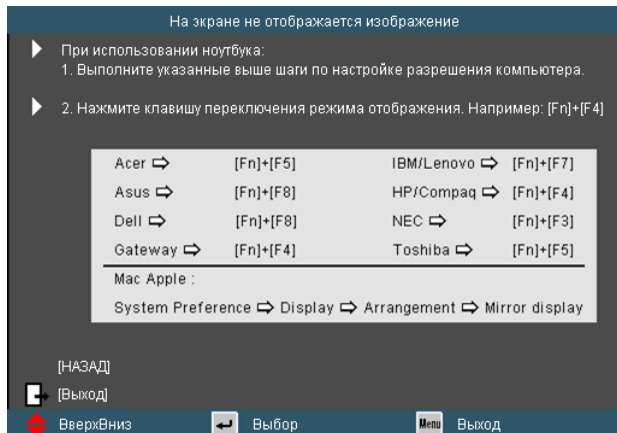 На экране не отображается изображение
При использовании ноутбука:
1. Выполните указанные выше шаги по настройке разрешения компьютера.
2. Нажмите клавишу переключения режима отображения. Например: [Fn]+[F4]
Acer ⇨ [Fn]+[F5] IBM/Lenovo ⇨ [Fn]+[F7]
Asus ⇨ [Fn]+[F8] HP/Compaq ⇨ [Fn]+[F4]
Dell ⇨ [Fn]+[F8] NEC ⇨ [Fn]+[F3]
Gateway ⇨ [Fn]+[F4] Toshiba ⇨ [Fn]+[F5]
Mac Apple :
System Preference ⇨ Display ⇨ Arrangement ⇨ Mirror display
[НАЗАД]
[Выход]
ВверхВниз Выбор Menu Выход